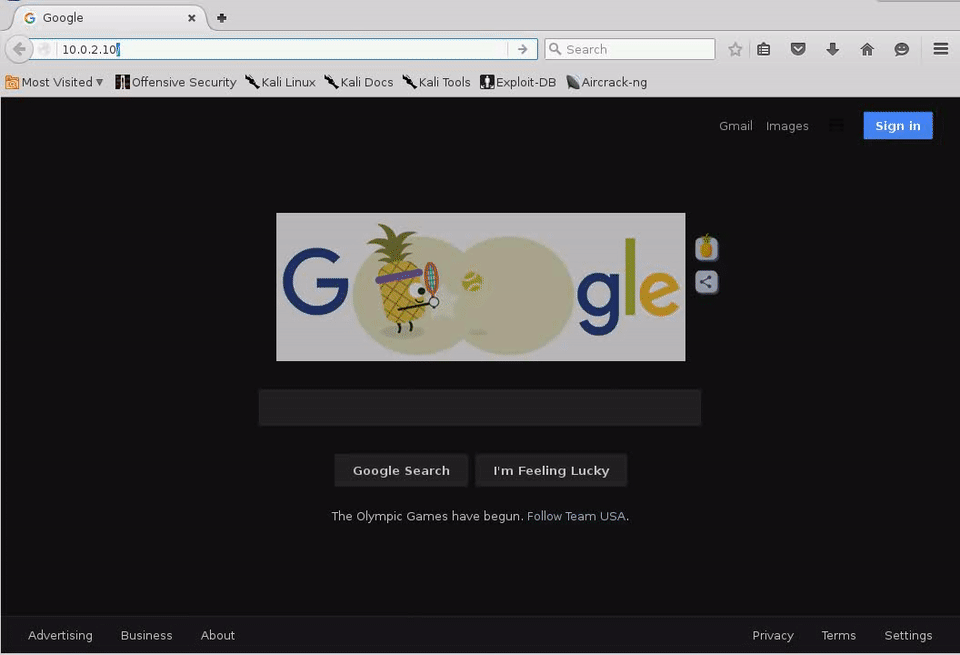 Google
10.0.2.10/
Search
Most Visited
Offensive Security
Kali Linux
Kali Docs
Kali Tools
Exploit-DB
Aircrack-ng
Gmail Images Sign in
G gle
Google Search
I'm Feeling Lucky
The Olympic Games have begun. Follow Team USA.
Advertising Business About Privacy Terms Settings